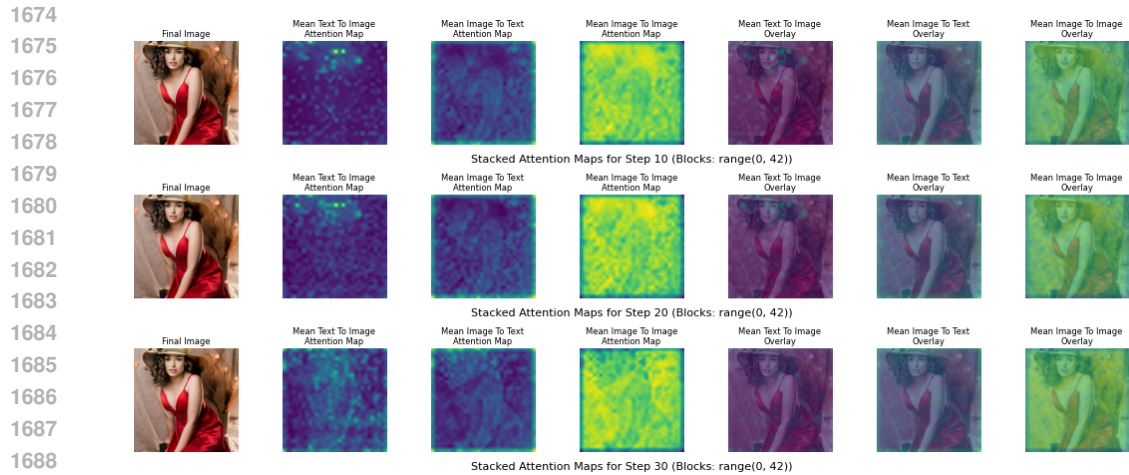 1674
Mean Text To Image Mean Image To Text Mean Image To Image Mean Text To Image Mean Image To Text Mean Image To Image
Final Image Attention Map Attention Map Attention Map Overlay Overlay Overlay
1675
1676
1677
1678
Stacked Attention Maps for Step 10 (Blocks: range(0, 42))
1679
Mean Text To Image Mean Image To Text Mean Image To Image Mean Text To Image Mean Image To Text Mean Image To Image
Final Image Attention Map Attention Map Attention Map Overlay Overlay Overlay
1680
1681
1682
1683
Stacked Attention Maps for Step 20 (Blocks: range(0, 42))
1684
Mean Text To Image Mean Image To Text Mean Image To Image Mean Text To Image Mean Image To Text Mean Image To Image
Final Image Attention Map Attention Map Attention Map Overlay Overlay Overlay
1685
1686
1687
1688
Stacked Attention Maps for Step 30 (Blocks: range(0, 42))